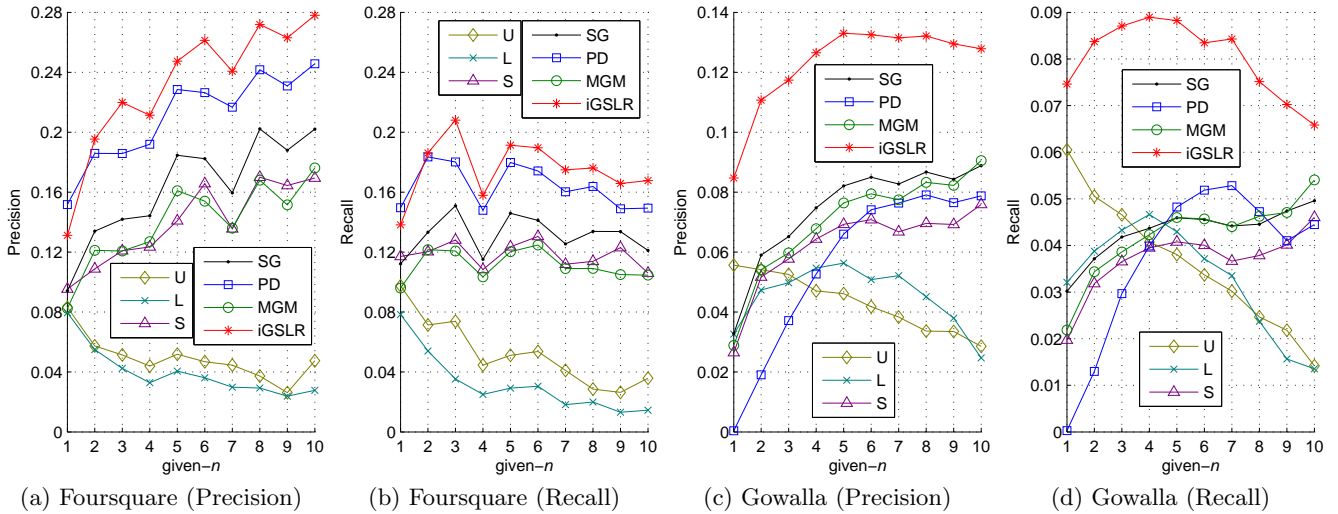 0.28
0.24
0.2
0.16
0.12
0.08
0.04
0
Precision
1 2 3 4 5 6 7 8 9 10
given-n
U
L
S
SG
PD
MGM
iGSLR
(a) Foursquare (Precision)
0.28
0.24
0.2
0.16
0.12
0.08
0.04
0
Recall
1 2 3 4 5 6 7 8 9 10
given-n
U
L
S
SG
PD
MGM
iGSLR
(b) Foursquare (Recall)
0.14
0.12
0.1
0.08
0.06
0.04
0.02
0
Precision
1 2 3 4 5 6 7 8 9 10
given-n
SG
PD
MGM
iGSLR
U
L
S
(c) Gowalla (Precision)
0.09
0.08
0.07
0.06
0.05
0.04
0.03
0.02
0.01
0
Recall
1 2 3 4 5 6 7 8 9 10
given-n
SG
PD
MGM
iGSLR
U
L
S
(d) Gowalla (Recall)